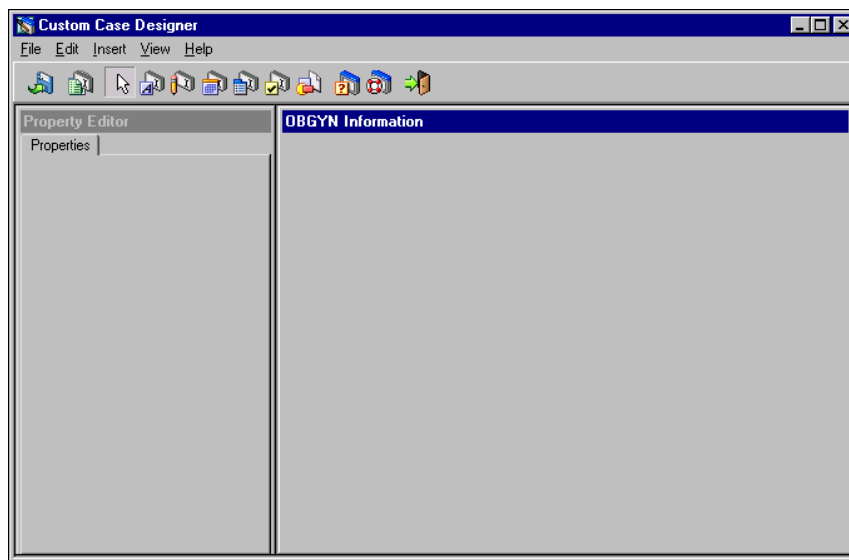 Custom Case Designer
File Edit Insert View Help
Property Editor
OBGYN Information
Properties